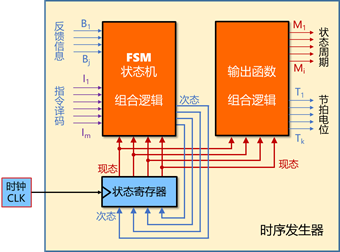 反馈信息
B1
Bj
指令译码
I1
Im
FSM
状态机
组合逻辑
输出函数
组合逻辑
M1
Mi
状态周期
T1
Tk
节拍电位
次态
现态
现态
时钟
CLK
状态寄存器
次态
时序发生器